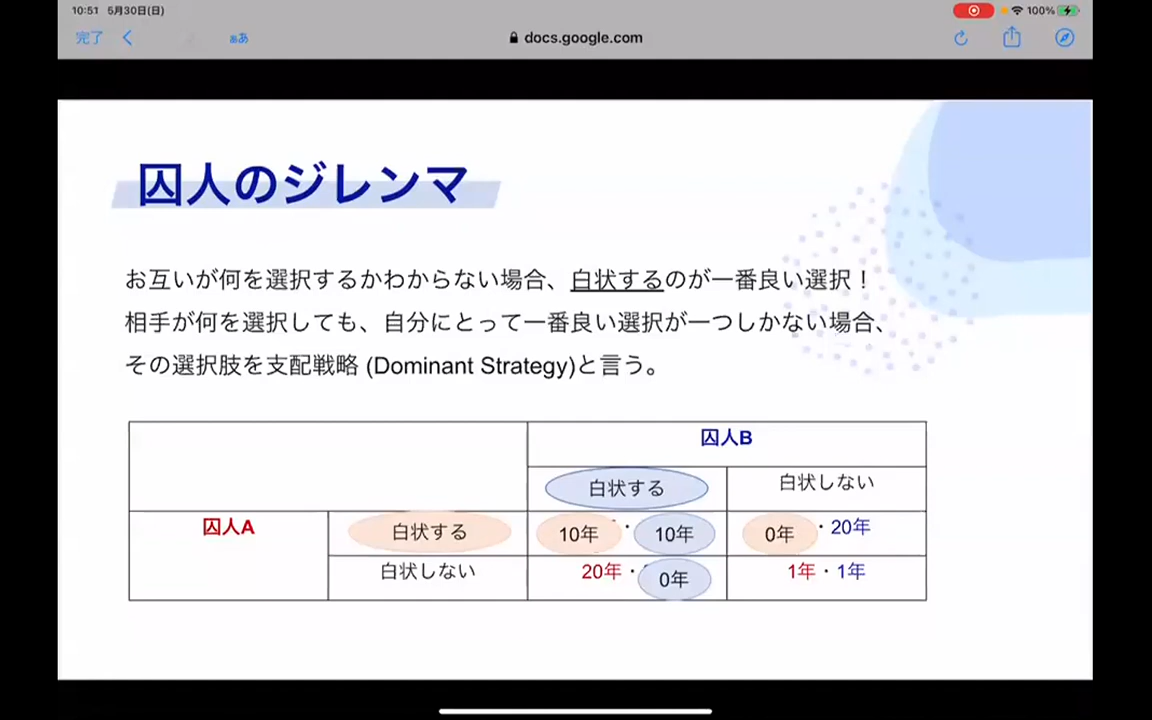 10:51 5月30日(日)
100%
完了
ああ
docs.google.com
囚人のジレンマ
お互いが何を選択するかわからない場合、白状するのが一番良い選択！
相手が何を選択しても、自分にとって一番良い選択が一つしかない場合、
その選択肢を支配戦略 (Dominant Strategy)と言う。
囚人B
白状する 白状しない
囚人A 白状する 10年・10年 0年・20年
白状しない 20年・0年 1年・1年